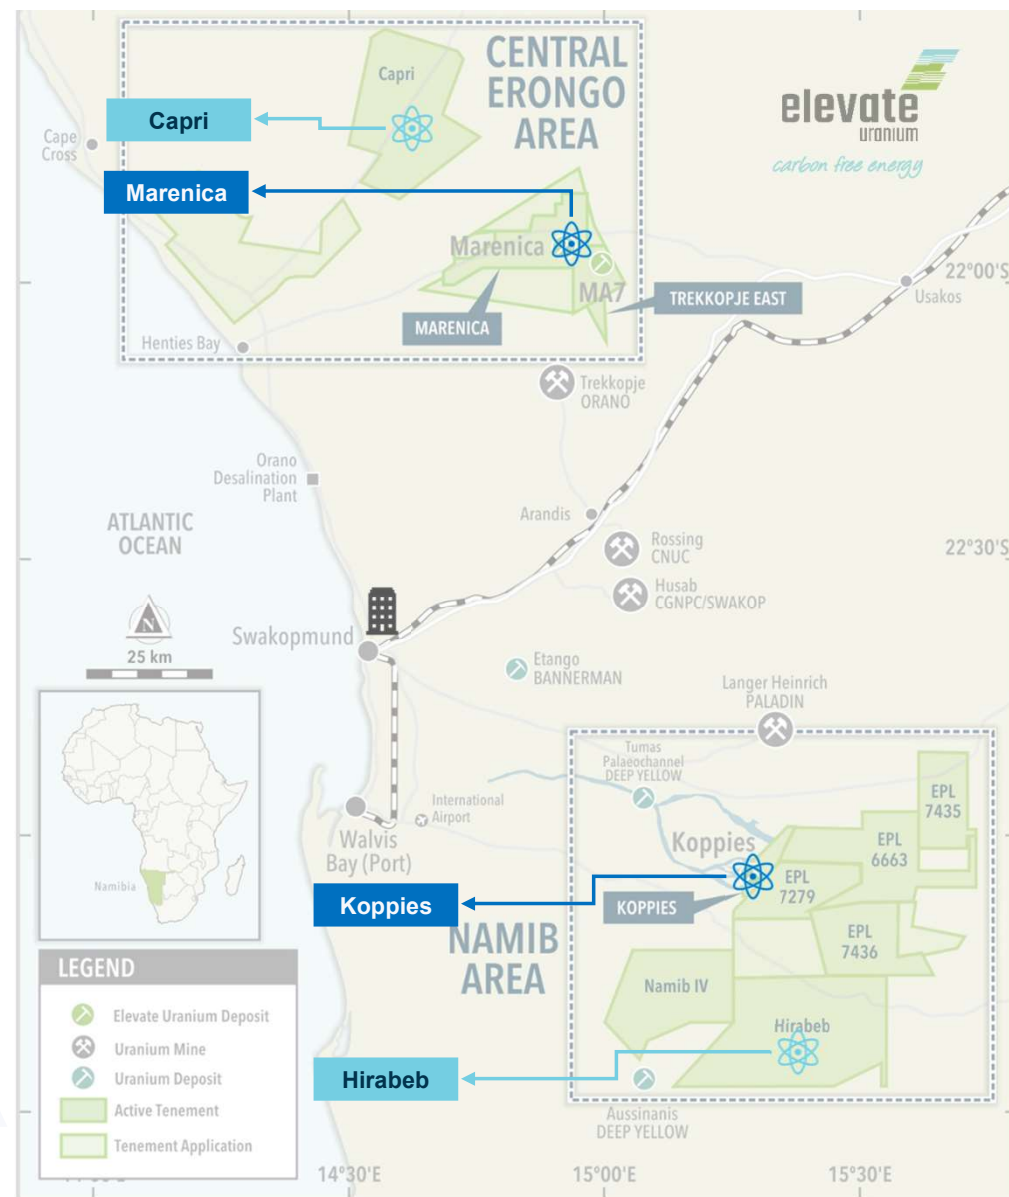 CENTRAL
ERONGO
AREA
elevate
uranium
carbon free energy
Capri
Capri
Cape
Cross
Marenica
Marenica
MA7
MARENICA
TREKKOPJE EAST
22°00'S
Usakos
Henties Bay
Trekkopje
ORANO
Orano
Desalination
Plant
Arandis
ATLANTIC
OCEAN
Rossing
CNUC
22°30'S
Husab
CGNPC/SWAKOP
N
25 km
Swakopmund
Etango
BANNERMAN
Langer Heinrich
PALADIN
Tumas
Palaeochannel
DEEP YELLOW
International
Airport
Walvis
Bay (Port)
Koppies
EPL
7435
EPL
6663
EPL
7279
Namibia
Koppies
KOPPIES
NAMIB
AREA
EPL
7436
Namib IV
Hirabeb
Hirabeb
Aussinanis
DEEP YELLOW
LEGEND
Elevate Uranium Deposit
Uranium Mine
Uranium Deposit
Active Tenement
Tenement Application
14°30'E
15°00'E
15°30'E